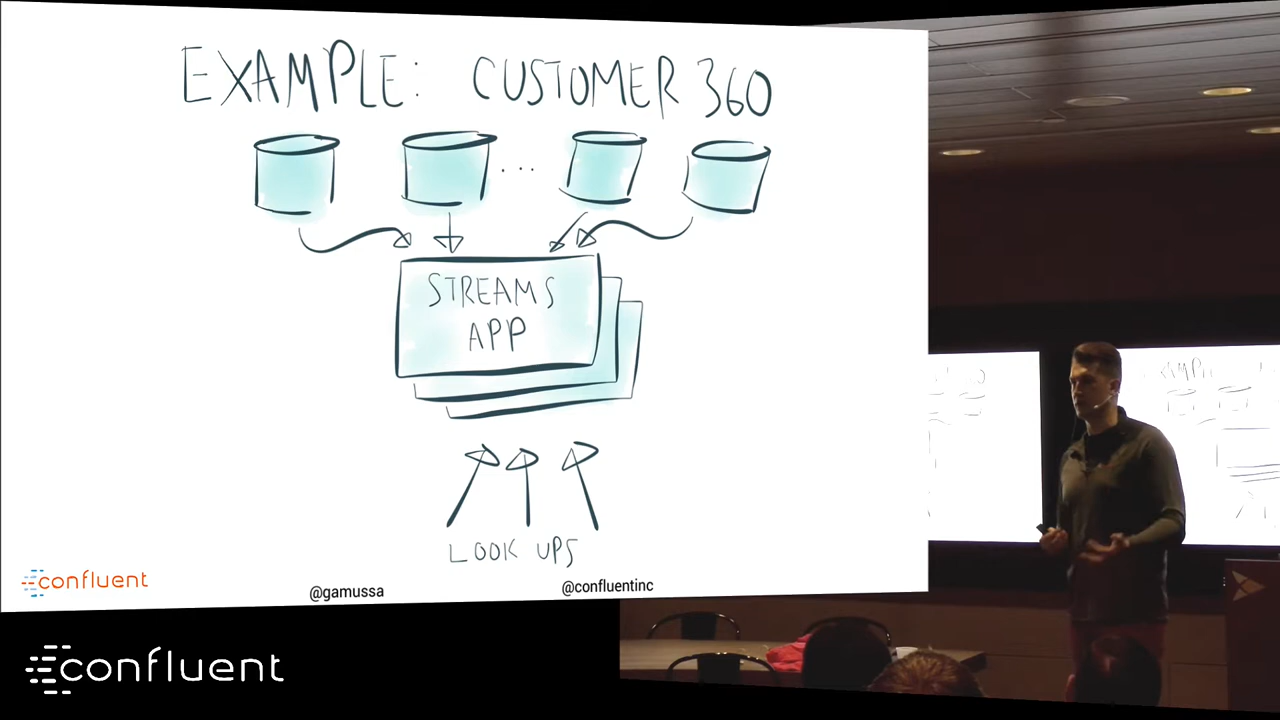 EXAMPLE: CUSTOMER 360
...
STREAMS
APP
LOOK UPS
confluent
@gamussa
@confluentinc
confluent